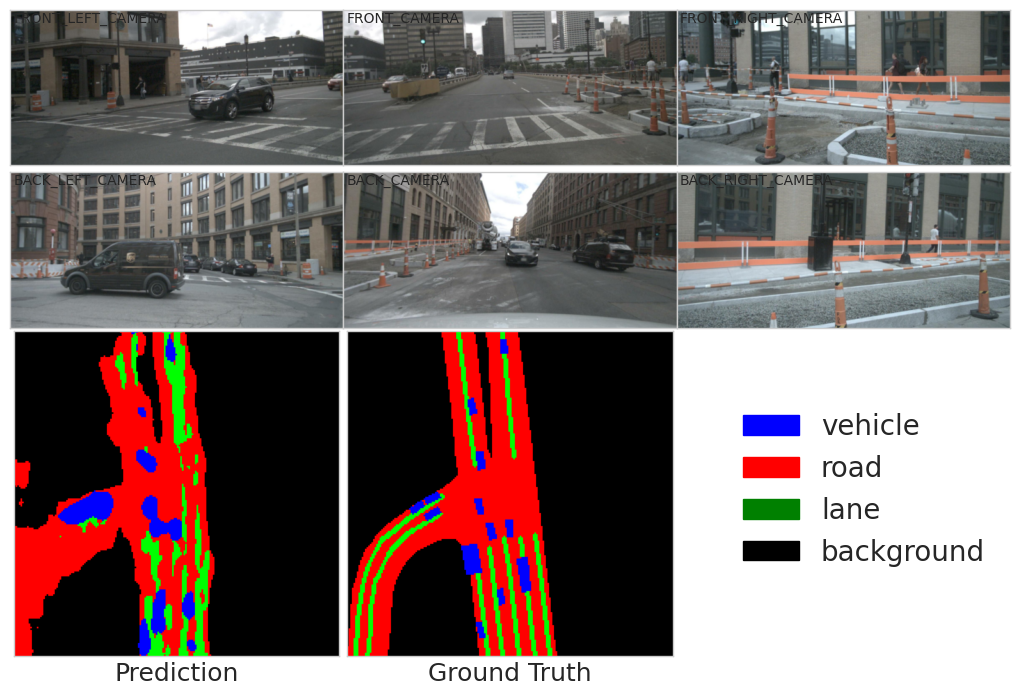 FRONT_LEFT_CAMERA
FRONT_CAMERA
FRONT_RIGHT_CAMERA
BACK_LEFT_CAMERA
BACK_CAMERA
BACK_RIGHT_CAMERA
vehicle
road
lane
background
Prediction
Ground Truth